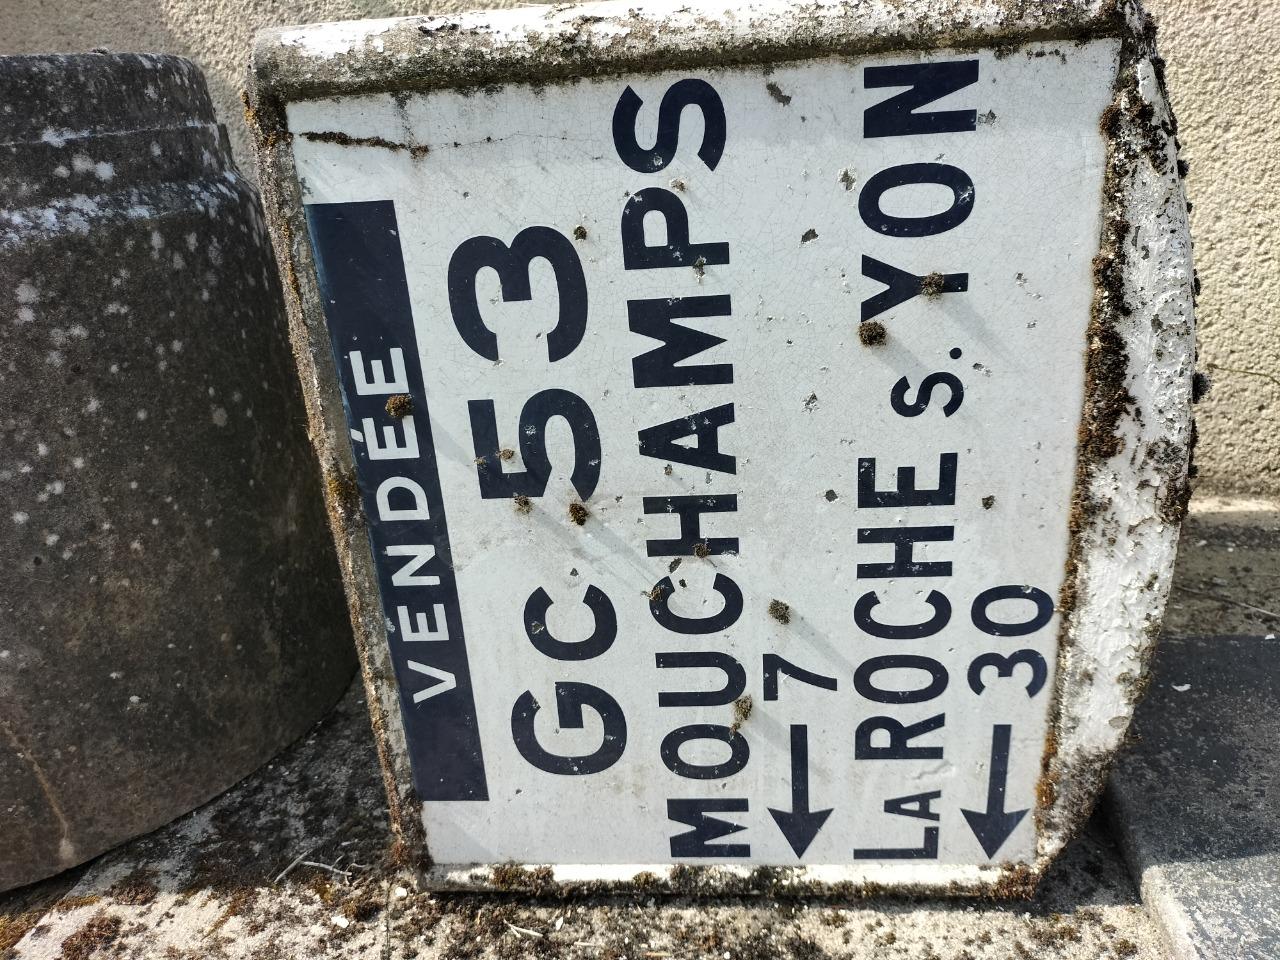 VENDÉE
GC 53
MOUCHAMPS
← 7
LA ROCHE S. YON
← 30